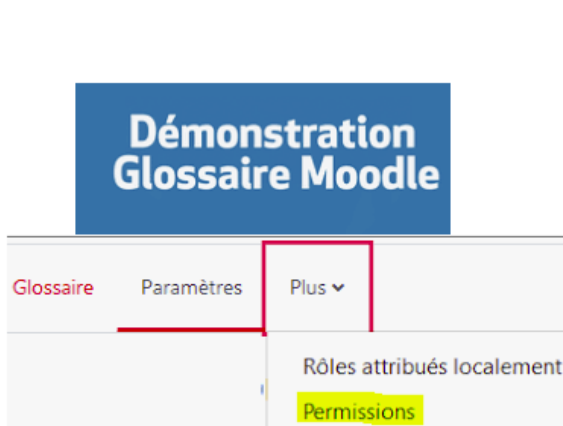 Démonstration
Glossaire Moodle
Glossaire Paramètres Plus
Rôles attribués localement
Permissions